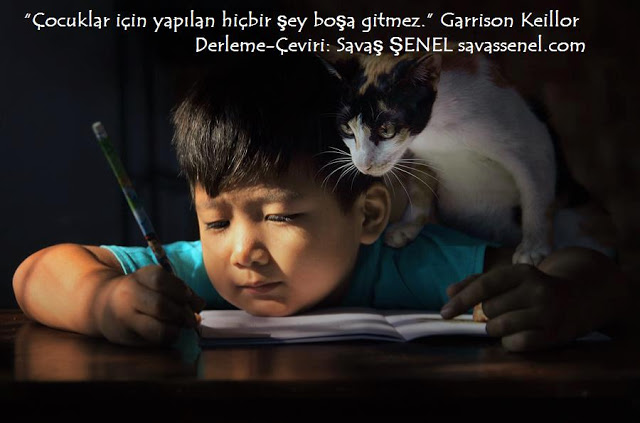 "Çocuklar için yapılan hiçbir şey boşa gitmez." Garrison Keillor
Derleme-Çeviri: Savaş ŞENEL savassenel.com